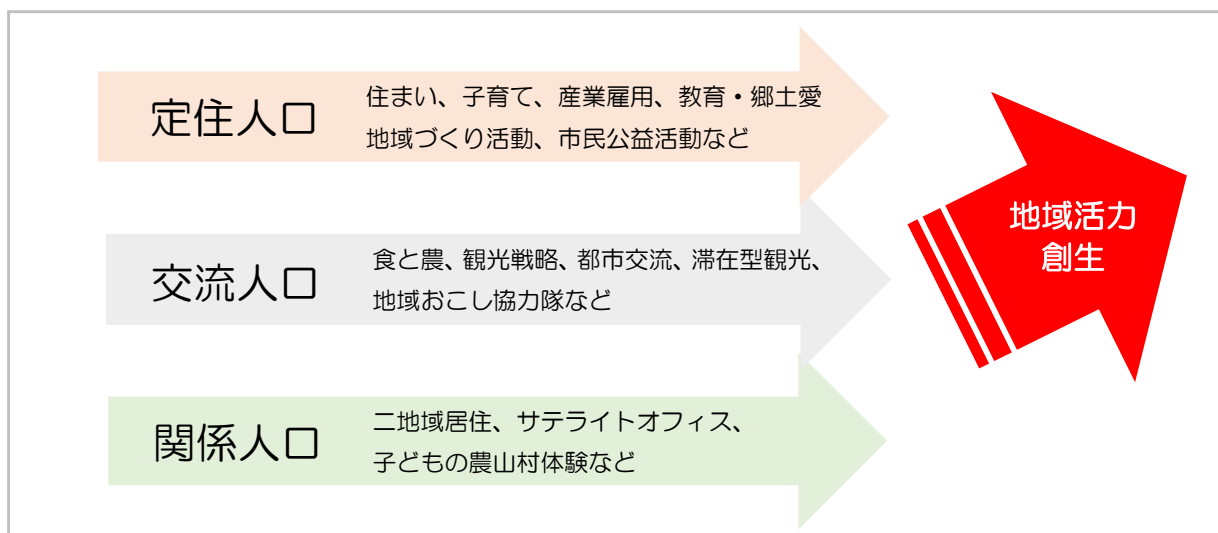 定住人口
住まい、子育て、産業雇用、教育・郷土愛
地域づくり活動、市民公益活動など
交流人口
食と農、観光戦略、都市交流、滞在型観光、
地域おこし協力隊など
関係人口
二地域居住、サテライトオフィス、
子どもの農山村体験など
地域活力
創生